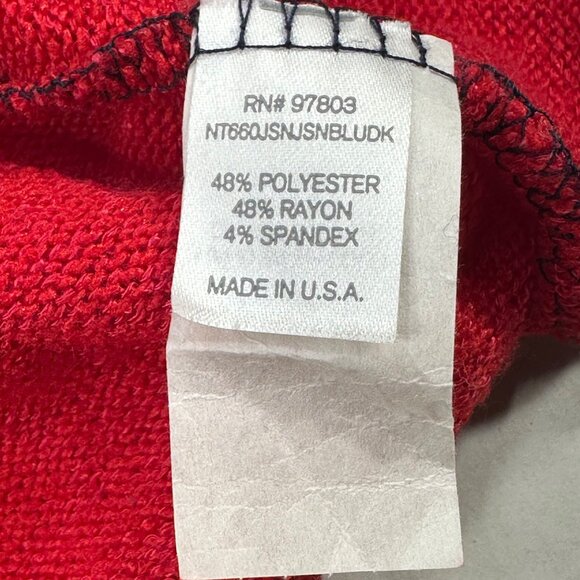 RN# 97803
NT660JSNJSNBLUDK
48% POLYESTER
48% RAYON
4% SPANDEX
MADE IN U.S.A.